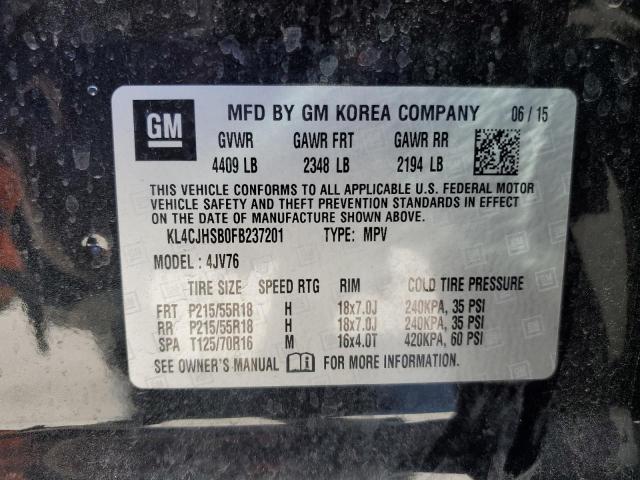 GM MFD BY GM KOREA COMPANY 06/15
GVWR GAWR FRT GAWR RR
4409 LB 2348 LB 2194 LB
THIS VEHICLE CONFORMS TO ALL APPLICABLE U.S. FEDERAL MOTOR
VEHICLE SAFETY AND THEFT PREVENTION STANDARDS IN EFFECT
ON THE DATE OF MANUFACTURE SHOWN ABOVE.
KL4CJHSB0FB237201 TYPE: MPV
MODEL: 4JV76
TIRE SIZE SPEED RTG RIM COLD TIRE PRESSURE
FRT P215/55R18 H 18x7.0J 240KPA, 35 PSI
RR P215/55R18 H 18x7.0J 240KPA, 35 PSI
SPA T125/70R16 M 16x4.0T 420KPA, 60 PSI
SEE OWNER'S MANUAL FOR MORE INFORMATION.